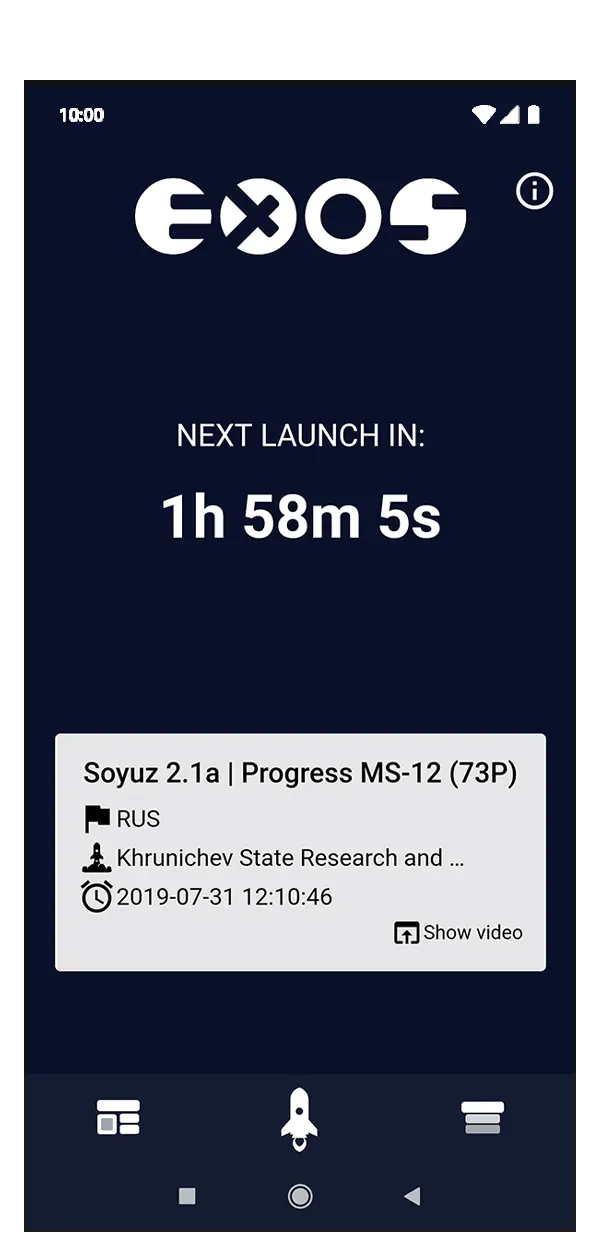 10:00
EXOS
NEXT LAUNCH IN:
1h 58m 5s
Soyuz 2.1a | Progress MS-12 (73P)
RUS
Khrunichev State Research and ...
2019-07-31 12:10:46
Show video